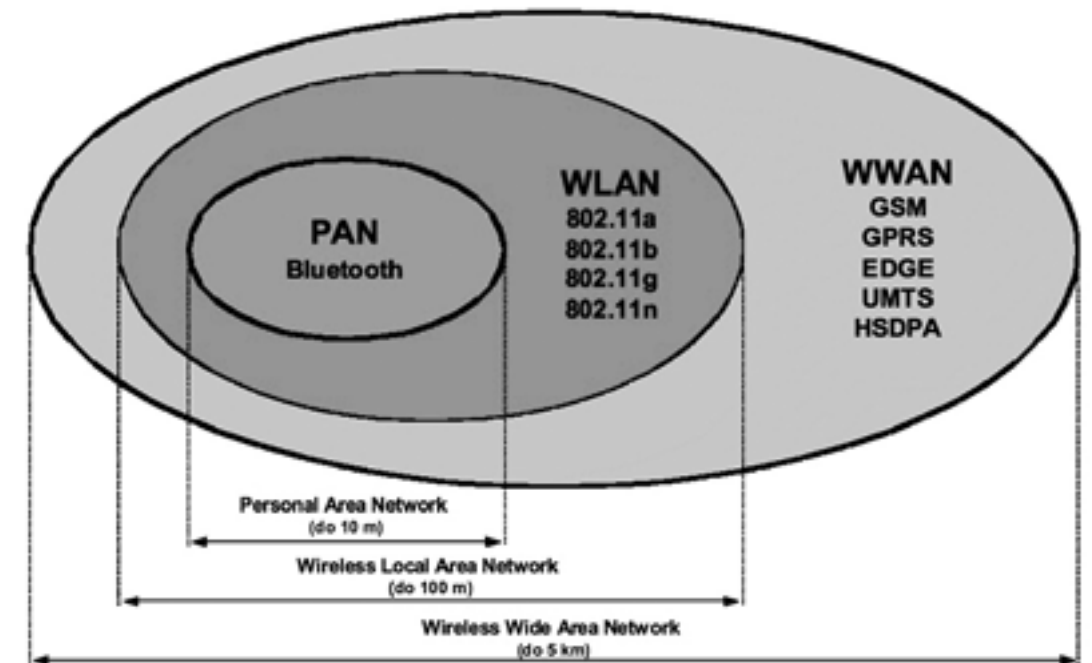 PAN
Bluetooth
WLAN
802.11a
802.11b
802.11g
802.11n
WWAN
GSM
GPRS
EDGE
UMTS
HSDPA
Personal Area Network
(do 10 m)
Wireless Local Area Network
(do 100 m)
Wireless Wide Area Network
(do 5 km)